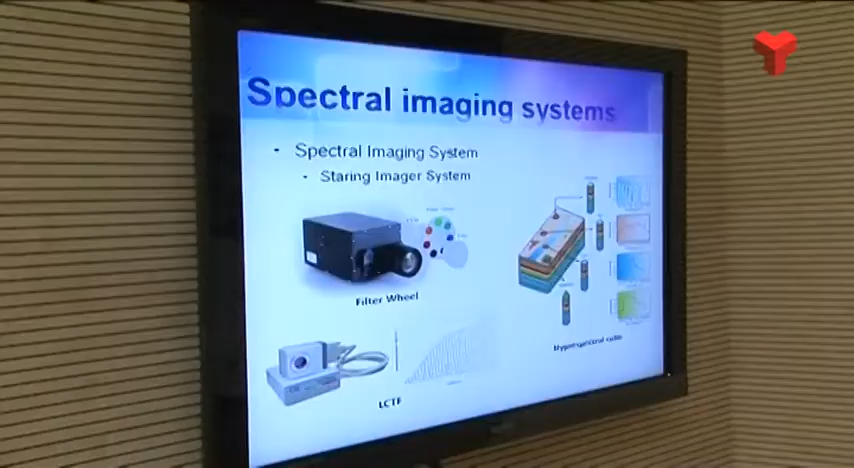 Spectral imaging systems
- Spectral Imaging System
- Staring Imager System
Filter Wheel
LCTF